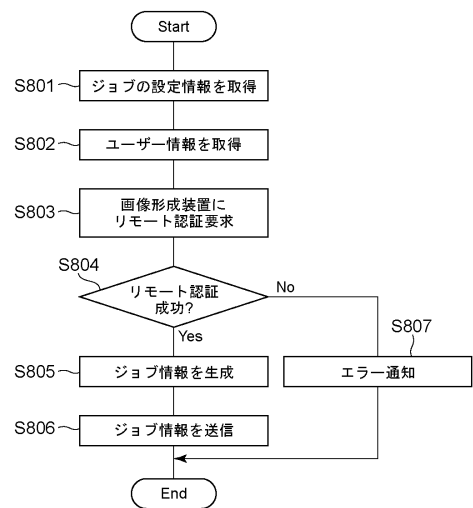 Start
S801
ジョブの設定情報を取得
S802
ユーザー情報を取得
S803
画像形成装置に
リモート認証要求
S804
リモート認証
成功?
No
Yes
S807
エラー通知
S805
ジョブ情報を生成
S806
ジョブ情報を送信
End